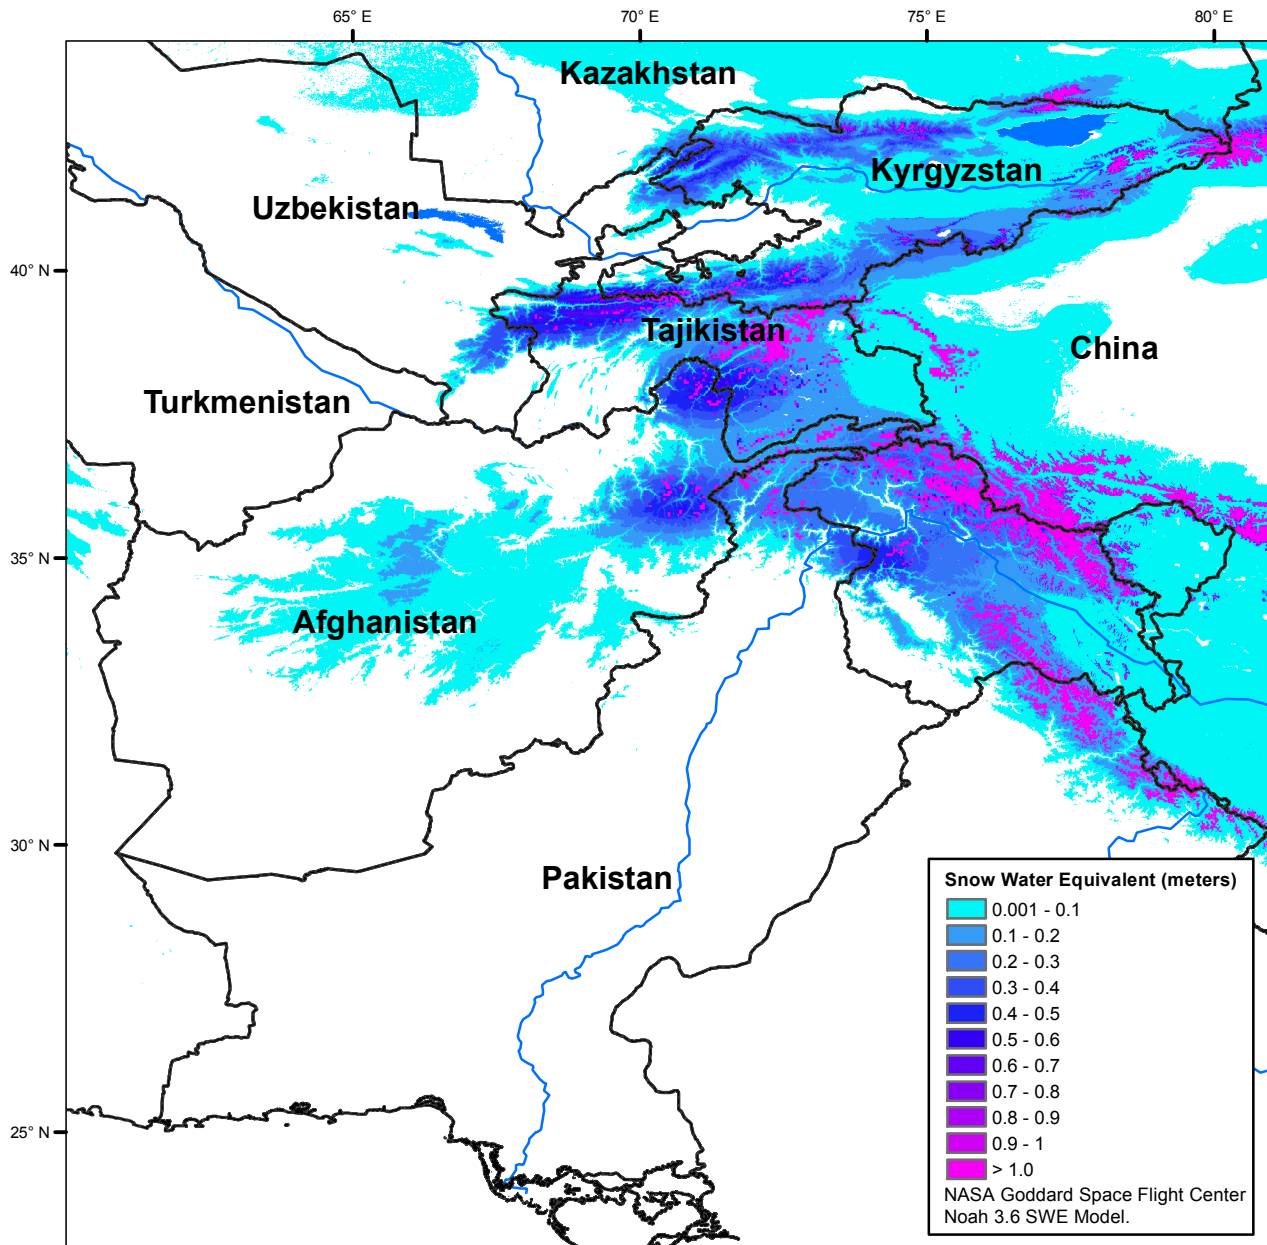 65° E
70° E
75° E
80° E
Kazakhstan
Kyrgyzstan
Uzbekistan
40° N
Tajikistan
China
Turkmenistan
35° N
Afghanistan
30° N
Pakistan
25° N
Snow Water Equivalent (meters)
0.001 - 0.1
0.1 - 0.2
0.2 - 0.3
0.3 - 0.4
0.4 - 0.5
0.5 - 0.6
0.6 - 0.7
0.7 - 0.8
0.8 - 0.9
0.9 - 1
> 1.0
NASA Goddard Space Flight Center
Noah 3.6 SWE Model.